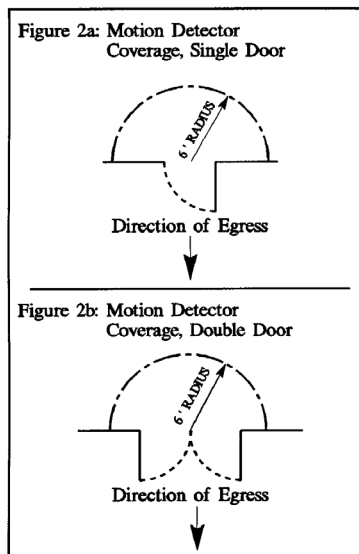 Figure 2a: Motion Detector
Coverage, Single Door
6' RADIUS
Direction of Egress
Figure 2b: Motion Detector
Coverage, Double Door
6' RADIUS
Direction of Egress